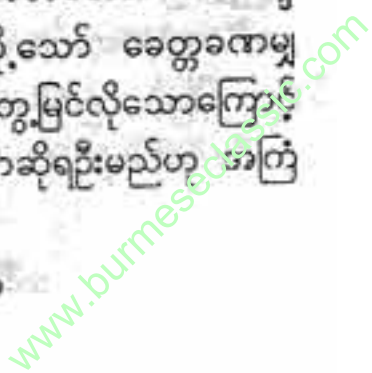 သော် ခေတ္တခဏမျှ
မြင်လိုသောကြောင့်
ဆိုရဦးမည်ဟု အကြံ
www.burmeseclassic.com